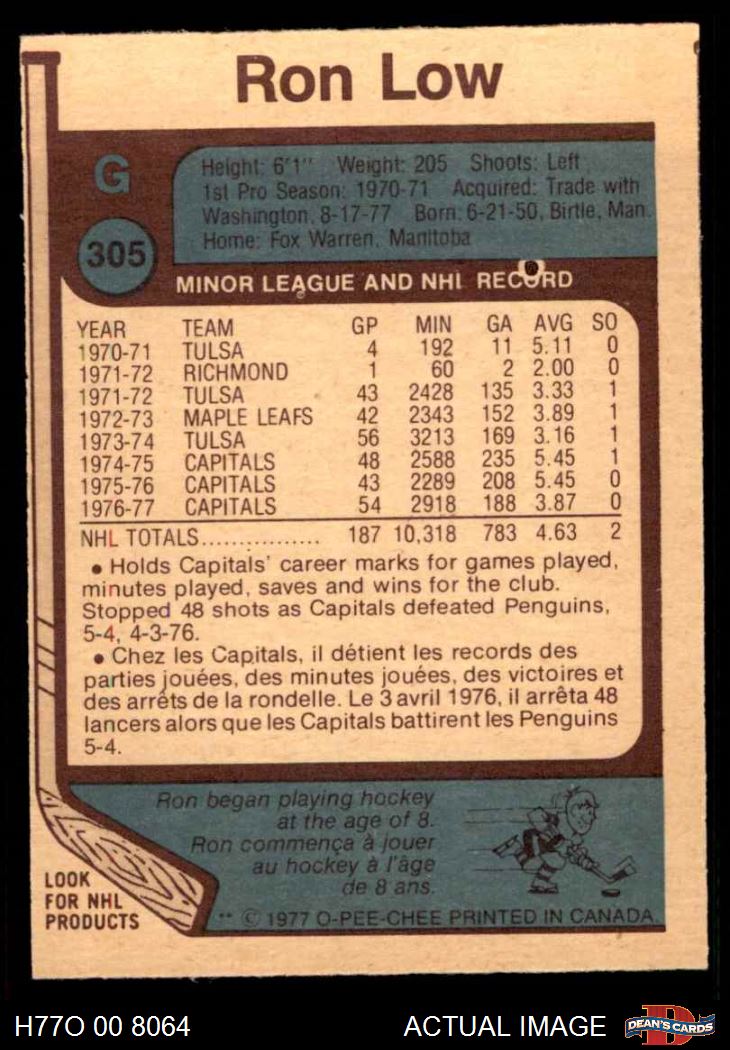 Ron Low
G
305
Height: 6'1" Weight: 205 Shoots: Left
1st Pro Season: 1970-71 Acquired: Trade with
Washington, 8-17-77 Born: 6-21-50, Birtle, Man.
Home: Fox Warren, Manitoba
MINOR LEAGUE AND NHL RECORD
YEAR TEAM GP MIN GA AVG SO
1970-71 TULSA 4 192 11 5.11 0
1971-72 RICHMOND 1 60 2 2.00 0
1971-72 TULSA 43 2428 135 3.33 1
1972-73 MAPLE LEAFS 42 2343 152 3.89 1
1973-74 TULSA 56 3213 169 3.16 1
1974-75 CAPITALS 48 2588 235 5.45 1
1975-76 CAPITALS 43 2289 208 5.45 0
1976-77 CAPITALS 54 2918 188 3.87 0
NHL TOTALS................ 187 10,318 783 4.63 2
• Holds Capitals' career marks for games played,
minutes played, saves and wins for the club.
Stopped 48 shots as Capitals defeated Penguins,
5-4, 4-3-76.
• Chez les Capitals, il détient les records des
parties jouées, des minutes jouées, des victoires et
des arrêts de la rondelle. Le 3 avril 1976, il arrêta 48
lancers alors que les Capitals battirent les Penguins
5-4.
Ron began playing hockey
at the age of 8.
Ron commença à jouer
au hockey à l'âge
de 8 ans.
LOOK
FOR NHL
PRODUCTS
** © 1977 O-PEE-CHEE PRINTED IN CANADA.
H77O 00 8064 ACTUAL IMAGE
D
DEAN'S CARDS